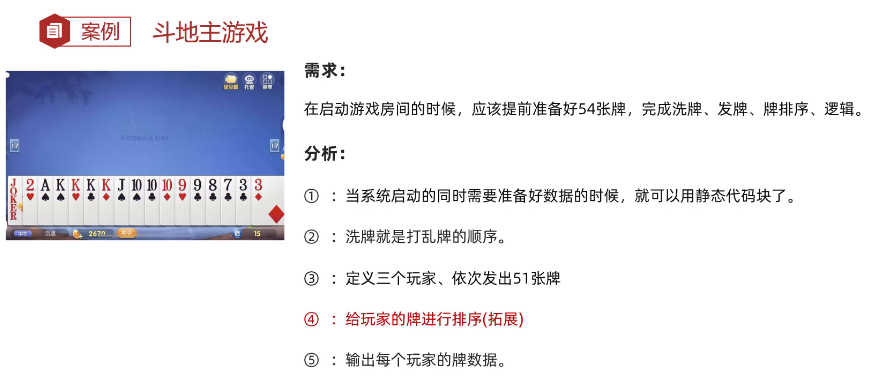 案例 斗地主游戏
需求：
在启动游戏房间的时候，应该提前准备好54张牌，完成洗牌、发牌、牌排序、逻辑。
分析：
① ：当系统启动的同时需要准备好数据的时候，就可以用静态代码块了。
② ：洗牌就是打乱牌的顺序。
③ ：定义三个玩家、依次发出51张牌
④ ：给玩家的牌进行排序(拓展)
⑤ ：输出每个玩家的牌数据。
17 17
JOKER 2 A K K K K J 10 10 10 9 9 8 7 3 3
2670 15